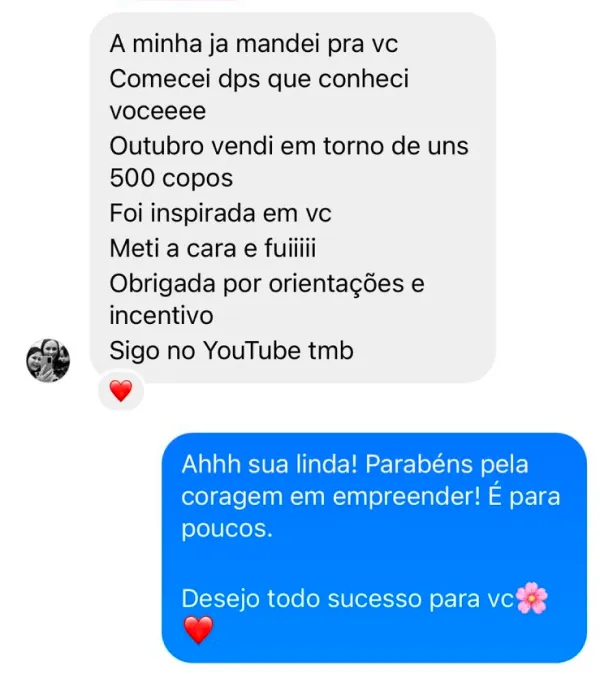 A minha ja mandei pra vc
Comecei dps que conheci
voceeee
Outubro vendi em torno de uns
500 copos
Foi inspirada em vc
Meti a cara e fuiiiii
Obrigada por orientações e
incentivo
Sigo no YouTube tmb
❤️
Ahhh sua linda! Parabéns pela
coragem em empreender! É para
poucos.
Desejo todo sucesso para vc🌸
❤️